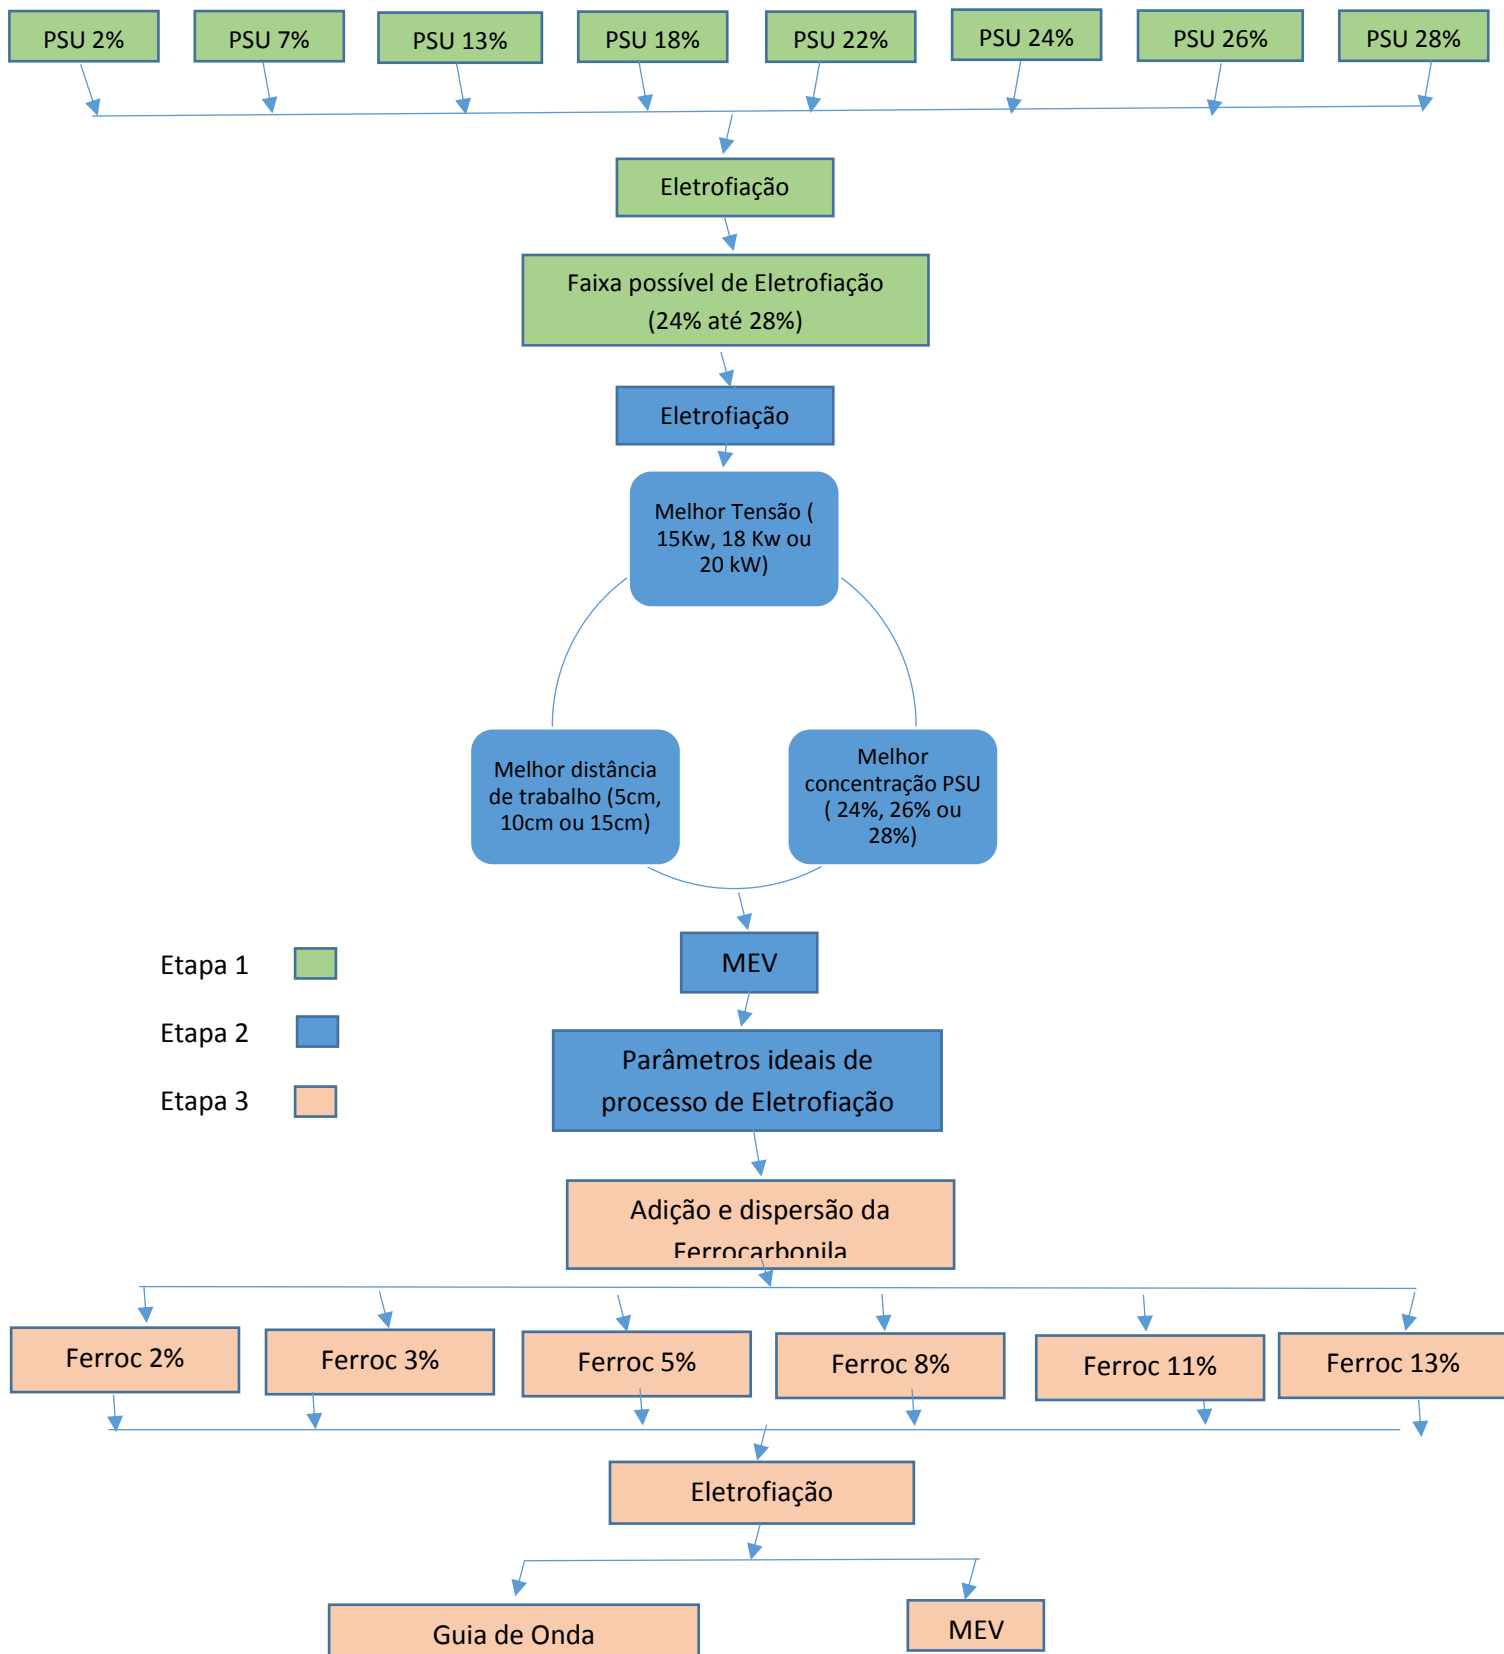 PSU 2%
PSU 7%
PSU 13%
PSU 18%
PSU 22%
PSU 24%
PSU 26%
PSU 28%
Eletrofiação
Faixa possível de Eletrofiação
(24% até 28%)
Eletrofiação
Melhor Tensão (
15Kw, 18 Kw ou
20 kW)
Melhor distância
de trabalho (5cm,
10cm ou 15cm)
Melhor
concentração PSU
( 24%, 26% ou
28%)
MEV
Etapa 1
Etapa 2
Etapa 3
Parâmetros ideais de
processo de Eletrofiação
Adição e dispersão da
Ferrocarbonila
Ferroc 2%
Ferroc 3%
Ferroc 5%
Ferroc 8%
Ferroc 11%
Ferroc 13%
Eletrofiação
Guia de Onda
MEV